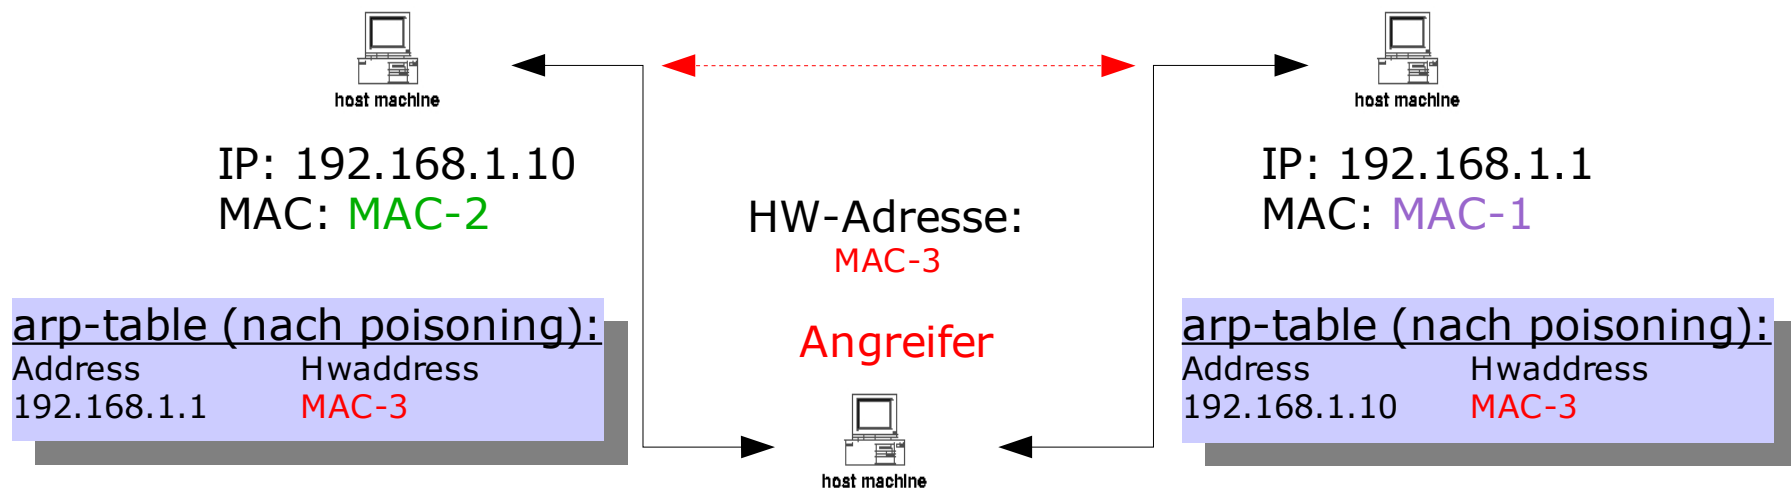 host machine
IP: 192.168.1.10
MAC: MAC-2
arp-table (nach poisoning):
Address Hwaddress
192.168.1.1 MAC-3
HW-Adresse:
MAC-3
Angreifer
host machine
host machine
IP: 192.168.1.1
MAC: MAC-1
arp-table (nach poisoning):
Address Hwaddress
192.168.1.10 MAC-3